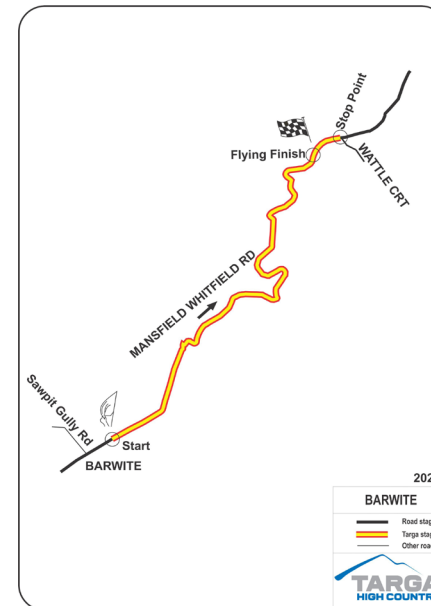 Stop Point
Flying Finish
WATTLE CRT
MANSFIELD WHITFIELD RD
Sawpit Gully Rd
Start
BARWITE
202
BARWITE
Road stag
Targa stag
Other roa
TARGA
HIGH COUNTR